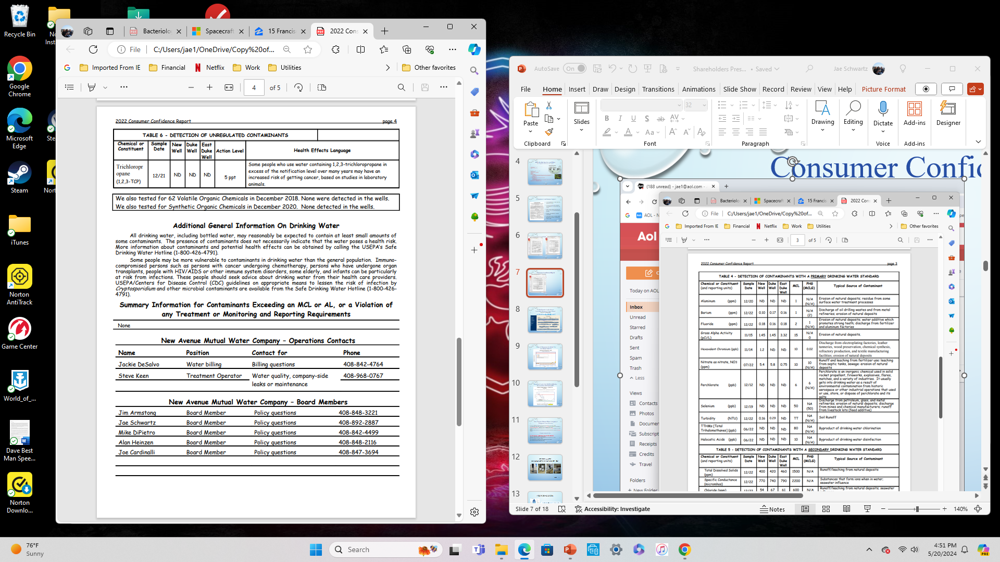 Recycle Bin
Google Chrome
Microsoft Edge
Steam
iTunes
Norton AntiTrack
Game Center
World_of_...
Dave Best Man Spee...
Norton Downlo...
Bacteriolo
Spacecraft
15 Francis
2022 Cons
File
C:/Users/jae1/OneDrive/Copy%20of...
Imported From IE
Financial
Netflix
Work
Utilities
Other favorites
4 of 5
2022 Consumer Confidence Report page 4
TABLE 6 - DETECTION OF UNREGULATED CONTAMINANTS
Chemical or Constituent Sample Date New Well Duke Well East Duke Well Action Level Health Effects Language
Trichloropropane (1,2,3-TCP) 12/21 ND ND ND 5 ppt Some people who use water containing 1,2,3-trichloropropane in
excess of the notification level over many years may have an
increased risk of getting cancer, based on studies in laboratory
animals.
We also tested for 62 Volatile Organic Chemicals in December 2018. None were detected in the wells.
We also tested for Synthetic Organic Chemicals in December 2020. None detected in the wells.
Additional General Information On Drinking Water
All drinking water, including bottled water, may reasonably be expected to contain at least small amounts of
some contaminants. The presence of contaminants does not necessarily indicate that the water poses a health risk.
More information about contaminants and potential health effects can be obtained by calling the USEPA's Safe
Drinking Water Hotline (1-800-426-4791).
Some people may be more vulnerable to contaminants in drinking water than the general population. Immuno-
compromised persons such as persons with cancer undergoing chemotherapy, persons who have undergone organ
transplants, people with HIV/AIDS or other immune system disorders, some elderly, and infants can be particularly
at risk from infections. These people should seek advice about drinking water from their health care providers.
USEPA/Centers for Disease Control (CDC) guidelines on appropriate means to lessen the risk of infection by
Cryptosporidium and other microbial contaminants are available from the Safe Drinking Water Hotline (1-800-426-
4791).
Summary Information for Contaminants Exceeding an MCL or AL, or a Violation of
any Treatment or Monitoring and Reporting Requirements
None
New Avenue Mutual Water Company – Operations Contacts
Name Position Contact for Phone
Jackie DeSalvo Water billing Billing questions 408-842-4764
Steve Keen Treatment Operator Water quality, company-side 408-968-0767
leaks or maintenance
New Avenue Mutual Water Company – Board Members
Jim Armstong Board Member Policy questions 408-848-3221
Jae Schwartz Board Member Policy questions 408-892-2887
Mike DiPietro Board Member Policy questions 408-842-4499
Alan Heinzen Board Member Policy questions 408-848-2116
Joe Cardinalli Board Member Policy questions 408-847-3694
AutoSave On
Shareholders Pres... • Saved
Jae Schwartz
File Home Insert Draw Design Transitions Animations Slide Show Record Review View Help Picture Format
Paste Slides 32 Drawing Editing Dictate Add-ins Designer
Clipboard Font Paragraph Voice Add-ins
4
5
6
7
8
9
10
11
12
13
Consumer Confid
(188 unread) - jae1@aol.com -
AOL - N
Aol
Today on AOL
Inbox
Unread
Starred
Drafts
Sent
Spam
Trash
Less
Views
Contacts
Photos
Documen
Subscript
Receipts
Credits
Travel
Folders
+ New Folder
Bacteriolo
Spacecraft
15 Francis
2022 Con
File
C:/Users/jae1/OneDrive/Copy%20of...
Imported From IE
Financial
Netflix
Work
Utilities
Other favorites
3 of 5
2022 Consumer Confidence Report page 3
TABLE 4 - DETECTION OF CONTAMINANTS WITH A PRIMARY DRINKING WATER STANDARD
Chemical or Constituent (and reporting units) Sample Date New Well Duke Well East Duke Well MCL PHG (MCLG) Typical Source of Contaminant
Aluminum (ppm) 12/20 ND ND ND 1 N/A (N/A) Erosion of natural deposits; residue from some surface water treatment processes
Barium (ppm) 12/22 0.10 0.17 0.16 1 N/A (2) Discharge of oil drilling wastes and from metal refineries; erosion of natural deposits
Fluoride (ppm) 12/22 0.18 0.16 0.18 2 1 (N/A) Erosion of natural deposits; water additive which promotes strong teeth; discharge from fertilizer and aluminum factories
Gross Alpha Activity (pCi/L) 11/15 1.45 1.45 3.32 15 N/A 0 Erosion of natural deposits.
Hexavalent Chromium (ppb) 11/14 1.2 ND ND 10 0.02 Discharge from electroplating factories, leather tanneries, wood preservation, chemical synthesis, refractory production, and textile manufacturing facilities; erosion of natural deposits
Nitrate as nitrate, NO3 (ppm) 07/22 5.4 5.8 0.75 10 10 (N/A) Runoff and leaching from fertilizer use; leaching from septic tanks, sewage; erosion of natural deposits
Perchlorate (ppb) 12/12 ND ND ND 6 6 (N/A) Perchlorate is an inorganic chemical used in solid rocket propellant, fireworks, explosives, flares, matches, and a variety of industries. It usually gets into drinking water as a result of environmental contamination from historic aerospace or other industrial operations that used or use, store, or dispose of perchlorate and its salts
Selenium (ppb) 12/19 ND ND ND 50 NA (50) Discharge from petroleum, glass, and metal refineries; erosion of natural deposits; discharge from mines and chemical manufacturers; runoff from livestock lots (feed additive)
Turbidity (NTU) 12/22 0.16 0.29 ND TT NA (N/A) Soil Runoff
TTHMs [Total Trihalomethanes] (ppb) 06/22 ND ND ND 80 NA (N/A) Byproduct of drinking water chlorination
Halocetic Acids (ppb) 06/22 ND ND ND 10 NA (N/A) Byproduct of drinking water disinfection
TABLE 5 - DETECTION OF CONTAMINANTS WITH A SECONDARY DRINKING WATER STANDARD
Chemical or Constituent (and reporting units) Sample Date New Well Duke Well East Duke Well MCL PHG (MCLG) Typical Source of Contaminant
Total Dissolved Solids (ppm) 12/22 400 420 460 1500 N/A Runoff/leaching from natural deposits
Specific Conductance (micromhos) 12/22 770 740 790 2200 N/A Substances that form ions when in water; seawater influence
Chloride (ppm) 12/22 54 67 61 600 N/A Runoff/leaching from natural deposits; seawater
Slide 7 of 18
Accessibility: Investigate
Notes
140%
76°F
Sunny
Search
4:51 PM
5/20/2024